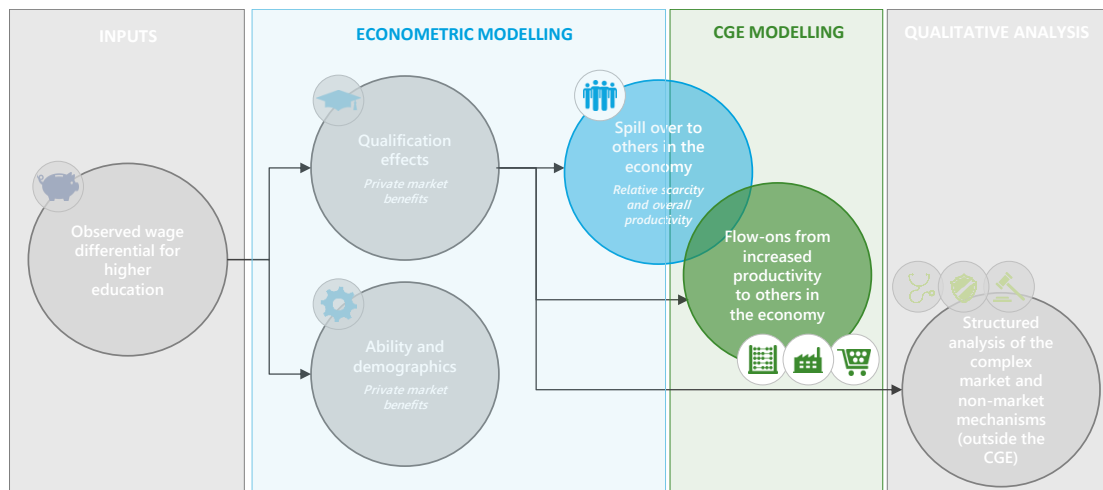 INPUTS
ECONOMETRIC MODELLING
CGE MODELLING
QUALITATIVE ANALYSIS
Observed wage
differential for
higher
education
Qualification
effects
Private market
benefits
Ability and
demographics
Private market
benefits
Spill over to
others in the
economy
Relative scarcity
and overall
productivity
Flow-ons from
increased
productivity
to others in
the economy
Structured
analysis of the
complex
market and
non-market
mechanisms
(outside the
CGE)